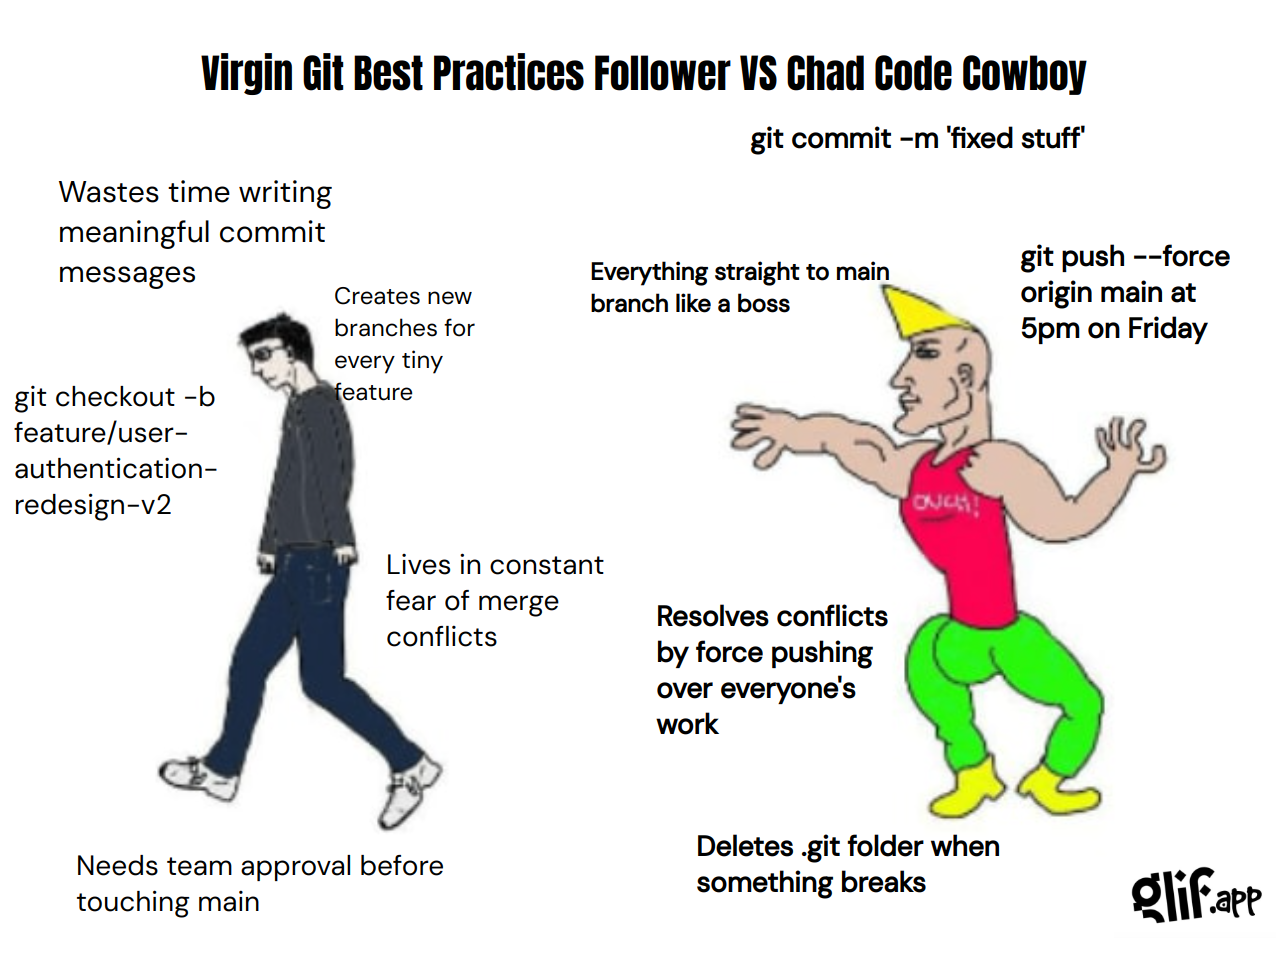 Virgin Git Best Practices Follower VS Chad Code Cowboy
git commit -m 'fixed stuff'
Wastes time writing
meaningful commit
messages
Creates new
branches for
every tiny
feature
git checkout -b
feature/user-
authentication-
redesign-v2
Lives in constant
fear of merge
conflicts
Needs team approval before
touching main
Everything straight to main
branch like a boss
git push --force
origin main at
5pm on Friday
OUCH!
Resolves conflicts
by force pushing
over everyone's
work
Deletes .git folder when
something breaks
glif.app